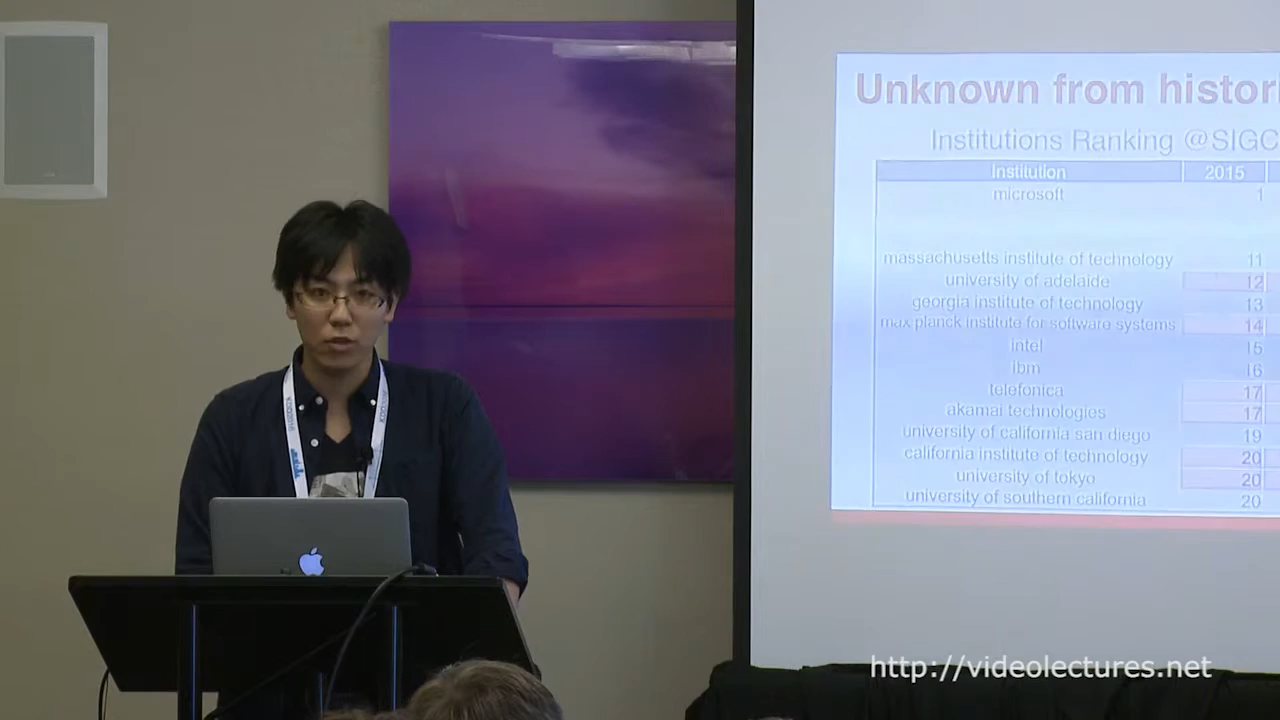 Unknown from histori
Institutions Ranking @SIGC
Institution 2015
microsoft 1
massachusetts institute of technology 11
university of adelaide 12
georgia institute of technology 13
max planck institute for software systems 14
intel 15
ibm 16
telefonica 17
akamai technologies 17
university of california san diego 19
california institute of technology 20
university of tokyo 20
university of southern california 20
http://videolectures.net